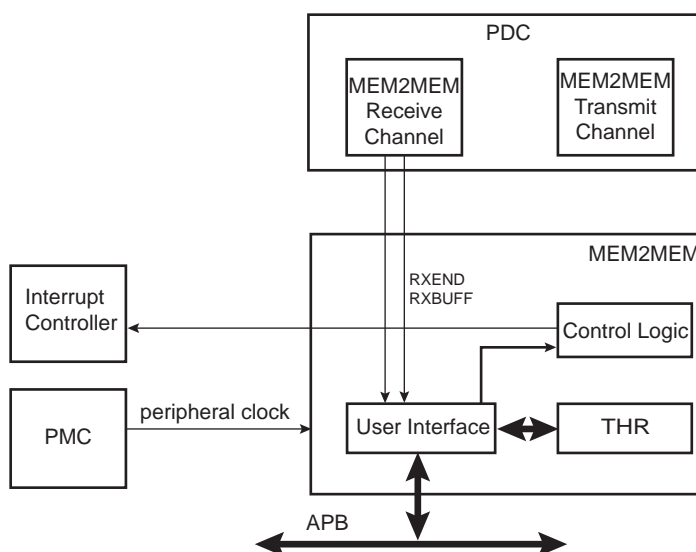 PDC
MEM2MEM
Receive
Channel
MEM2MEM
Transmit
Channel
MEM2MEM
RXEND
RXBUFF
Interrupt
Controller
Control Logic
peripheral clock
PMC
User Interface
THR
APB